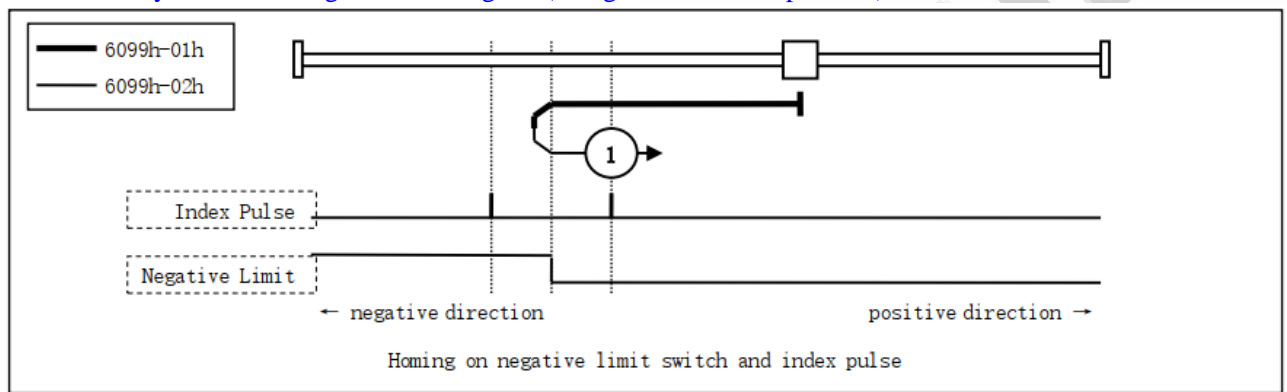 6099h-01h
6099h-02h
1
Index Pulse
Negative Limit
← negative direction
positive direction →
Homing on negative limit switch and index pulse